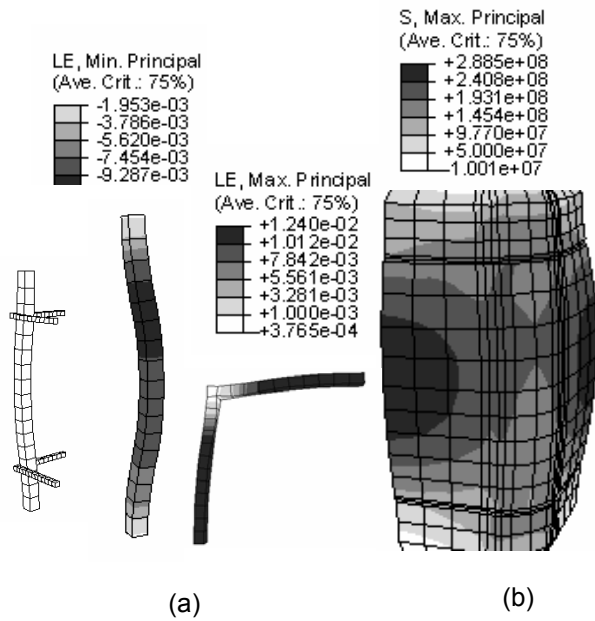 LE, Min. Principal
(Ave. Crit.: 75%)
-1.953e-03
-3.786e-03
-5.620e-03
-7.454e-03
-9.287e-03
LE, Max. Principal
(Ave. Crit.: 75%)
+1.240e-02
+1.012e-02
+7.842e-03
+5.561e-03
+3.281e-03
+1.000e-03
+3.765e-04
S, Max. Principal
(Ave. Crit.: 75%)
+2.885e+08
+2.408e+08
+1.931e+08
+1.454e+08
+9.770e+07
+5.000e+07
-1.001e+07
(a)
(b)